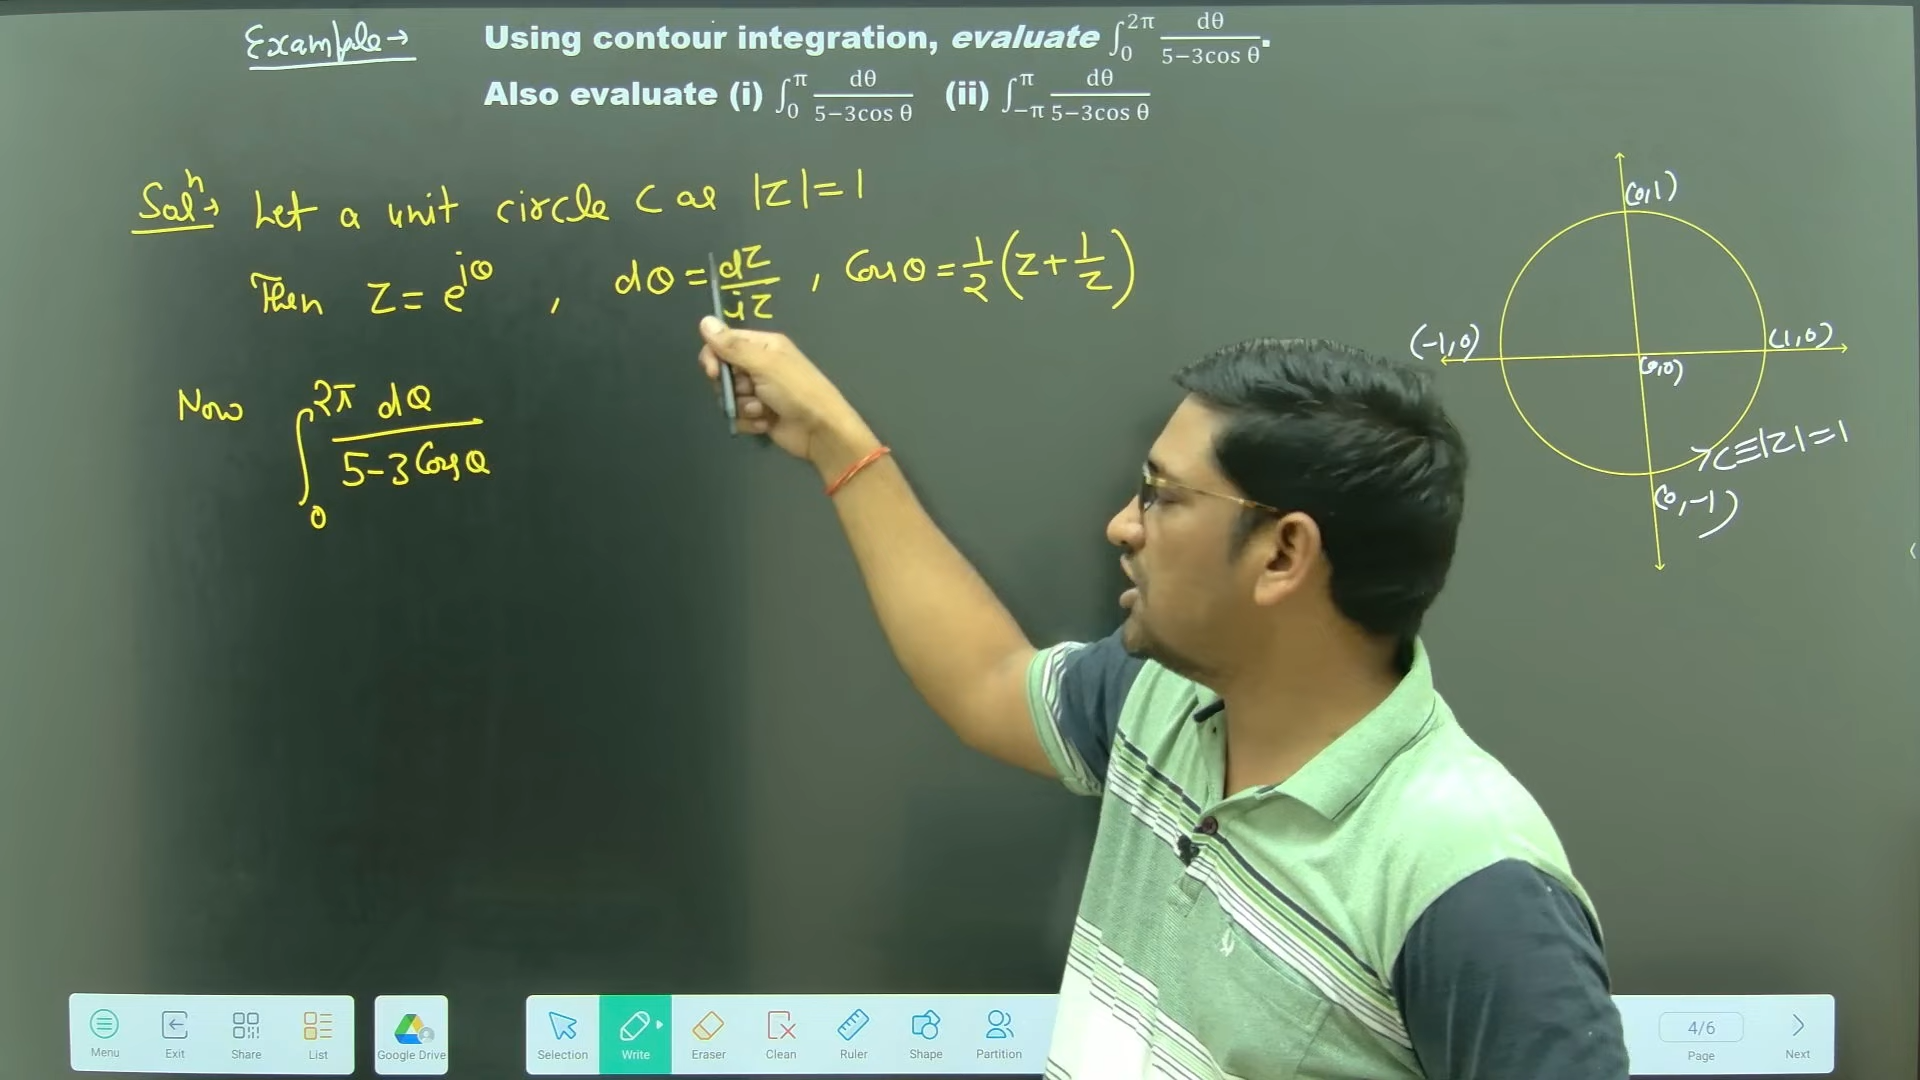 Example → Using contour integration, evaluate ∫₀^2π dθ/(5−3cos θ).
Also evaluate (i) ∫₀^π dθ/(5−3cos θ) (ii) ∫₋π^π dθ/(5−3cos θ)
Solⁿ→ Let a unit circle C as |z|=1
Then z = e^iθ , dθ = dz/iz , Cosθ = 1/2 (z + 1/z)
Now ∫₀^2π dθ/(5−3Cosθ)
(0,1)
(-1,0)
(1,0)
(0,0)
C≡|z|=1
(0,-1)
Menu
Exit
Share
List
Google Drive
Selection
Write
Eraser
Clean
Ruler
Shape
Partition
4/6
Page
Next